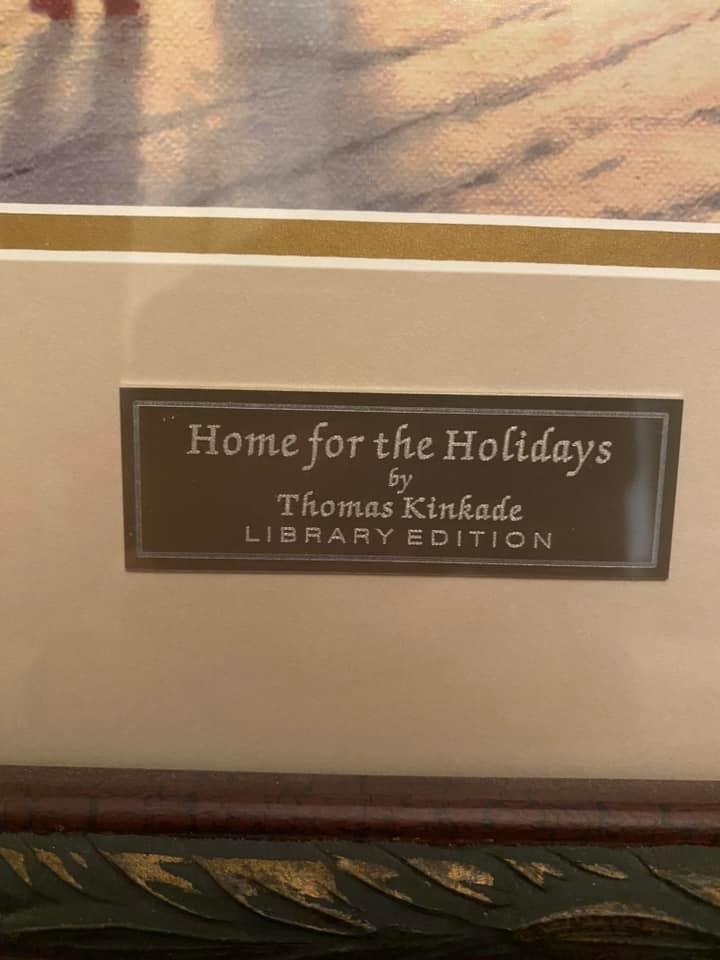 Home for the Holidays
by
Thomas Kinkade
LIBRARY EDITION